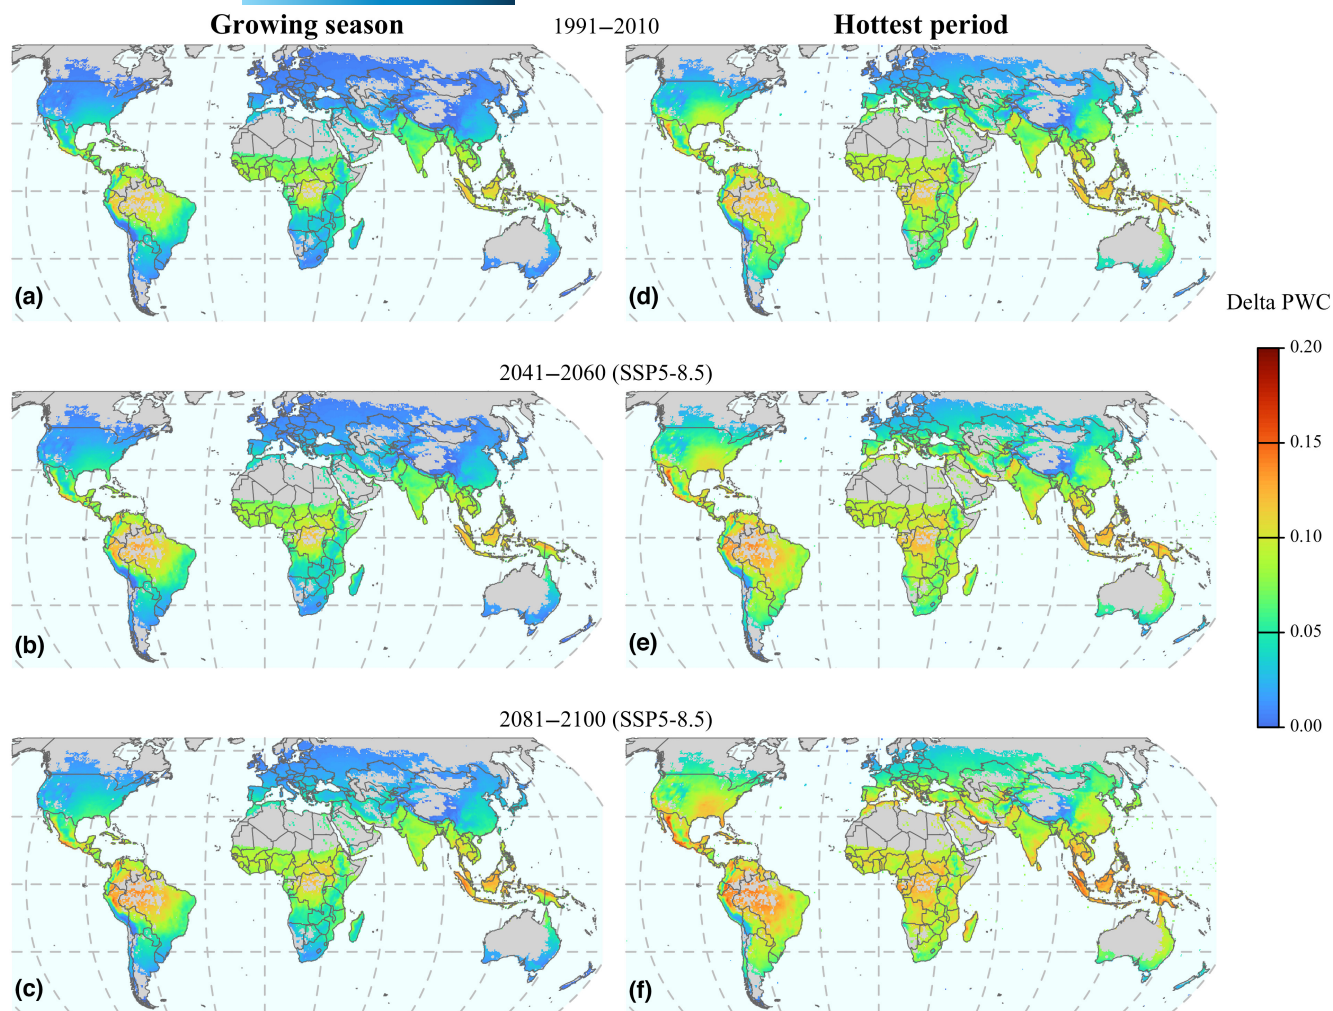 Growing season
1991–2010
Hottest period
(a)
(d)
Delta PWC
0.20
0.15
0.10
0.05
0.00
2041–2060 (SSP5-8.5)
(b)
(e)
2081–2100 (SSP5-8.5)
(c)
(f)